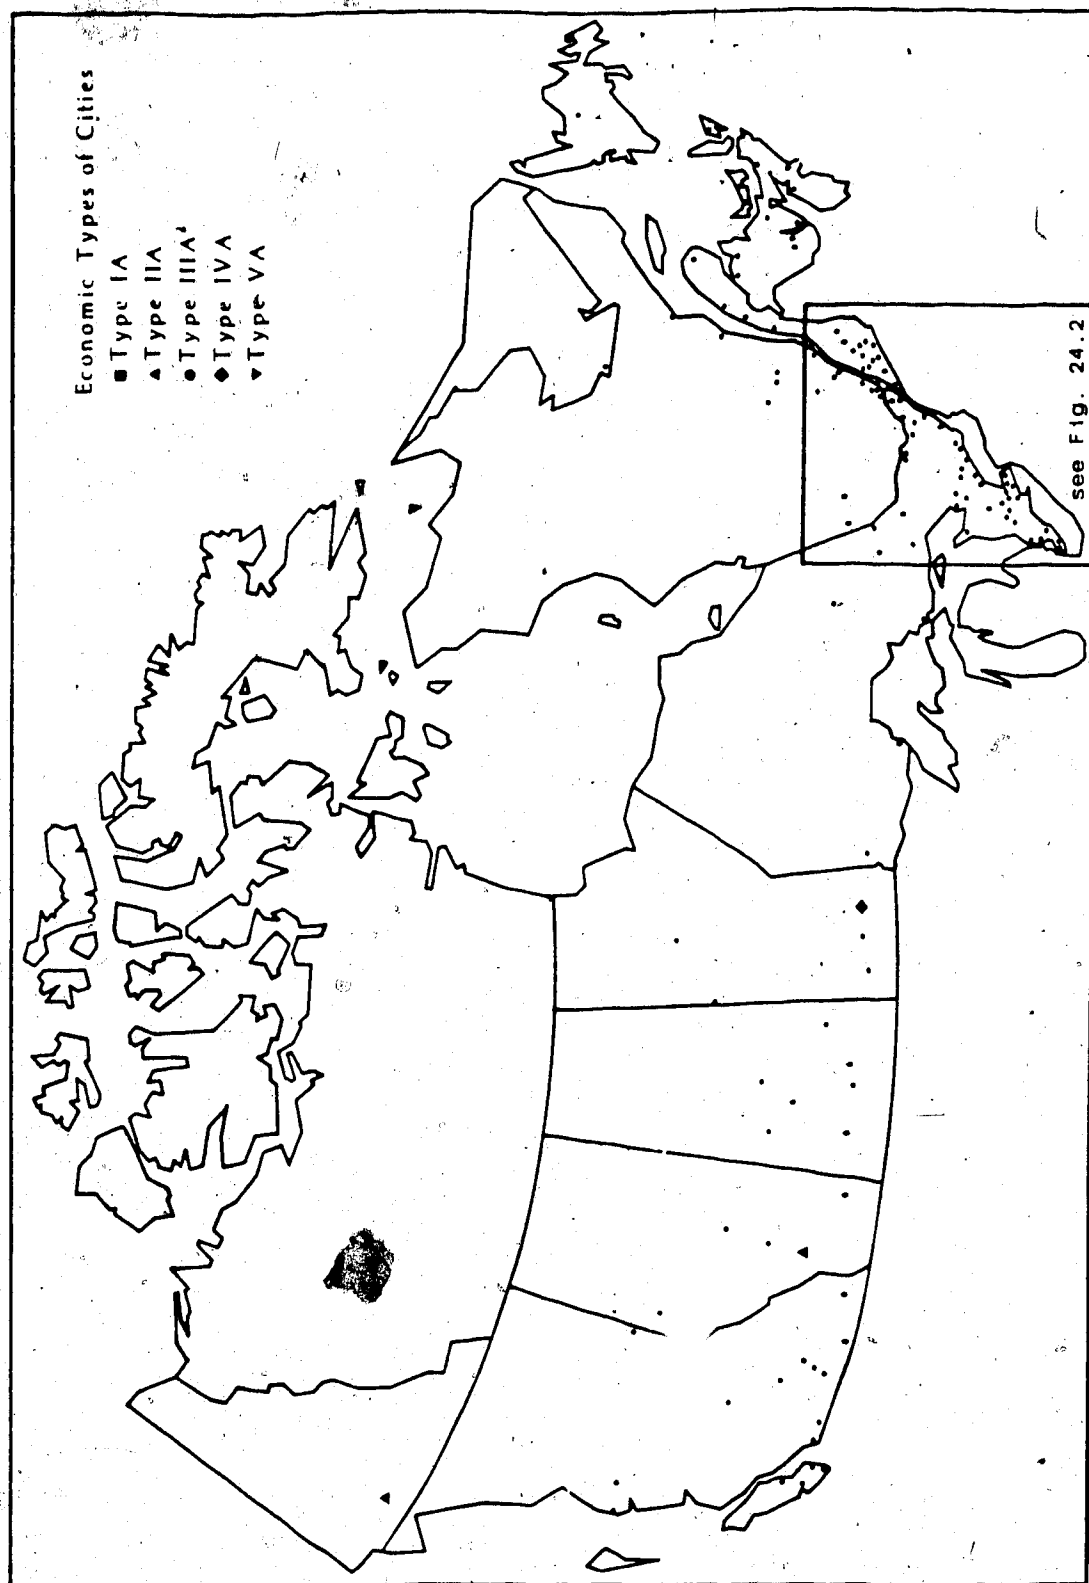 Economic Types of Cities
■ Type IA
▲ Type IIA
● Type IIIA
◆ Type IVA
▼ Type VA
see Fig. 24.2